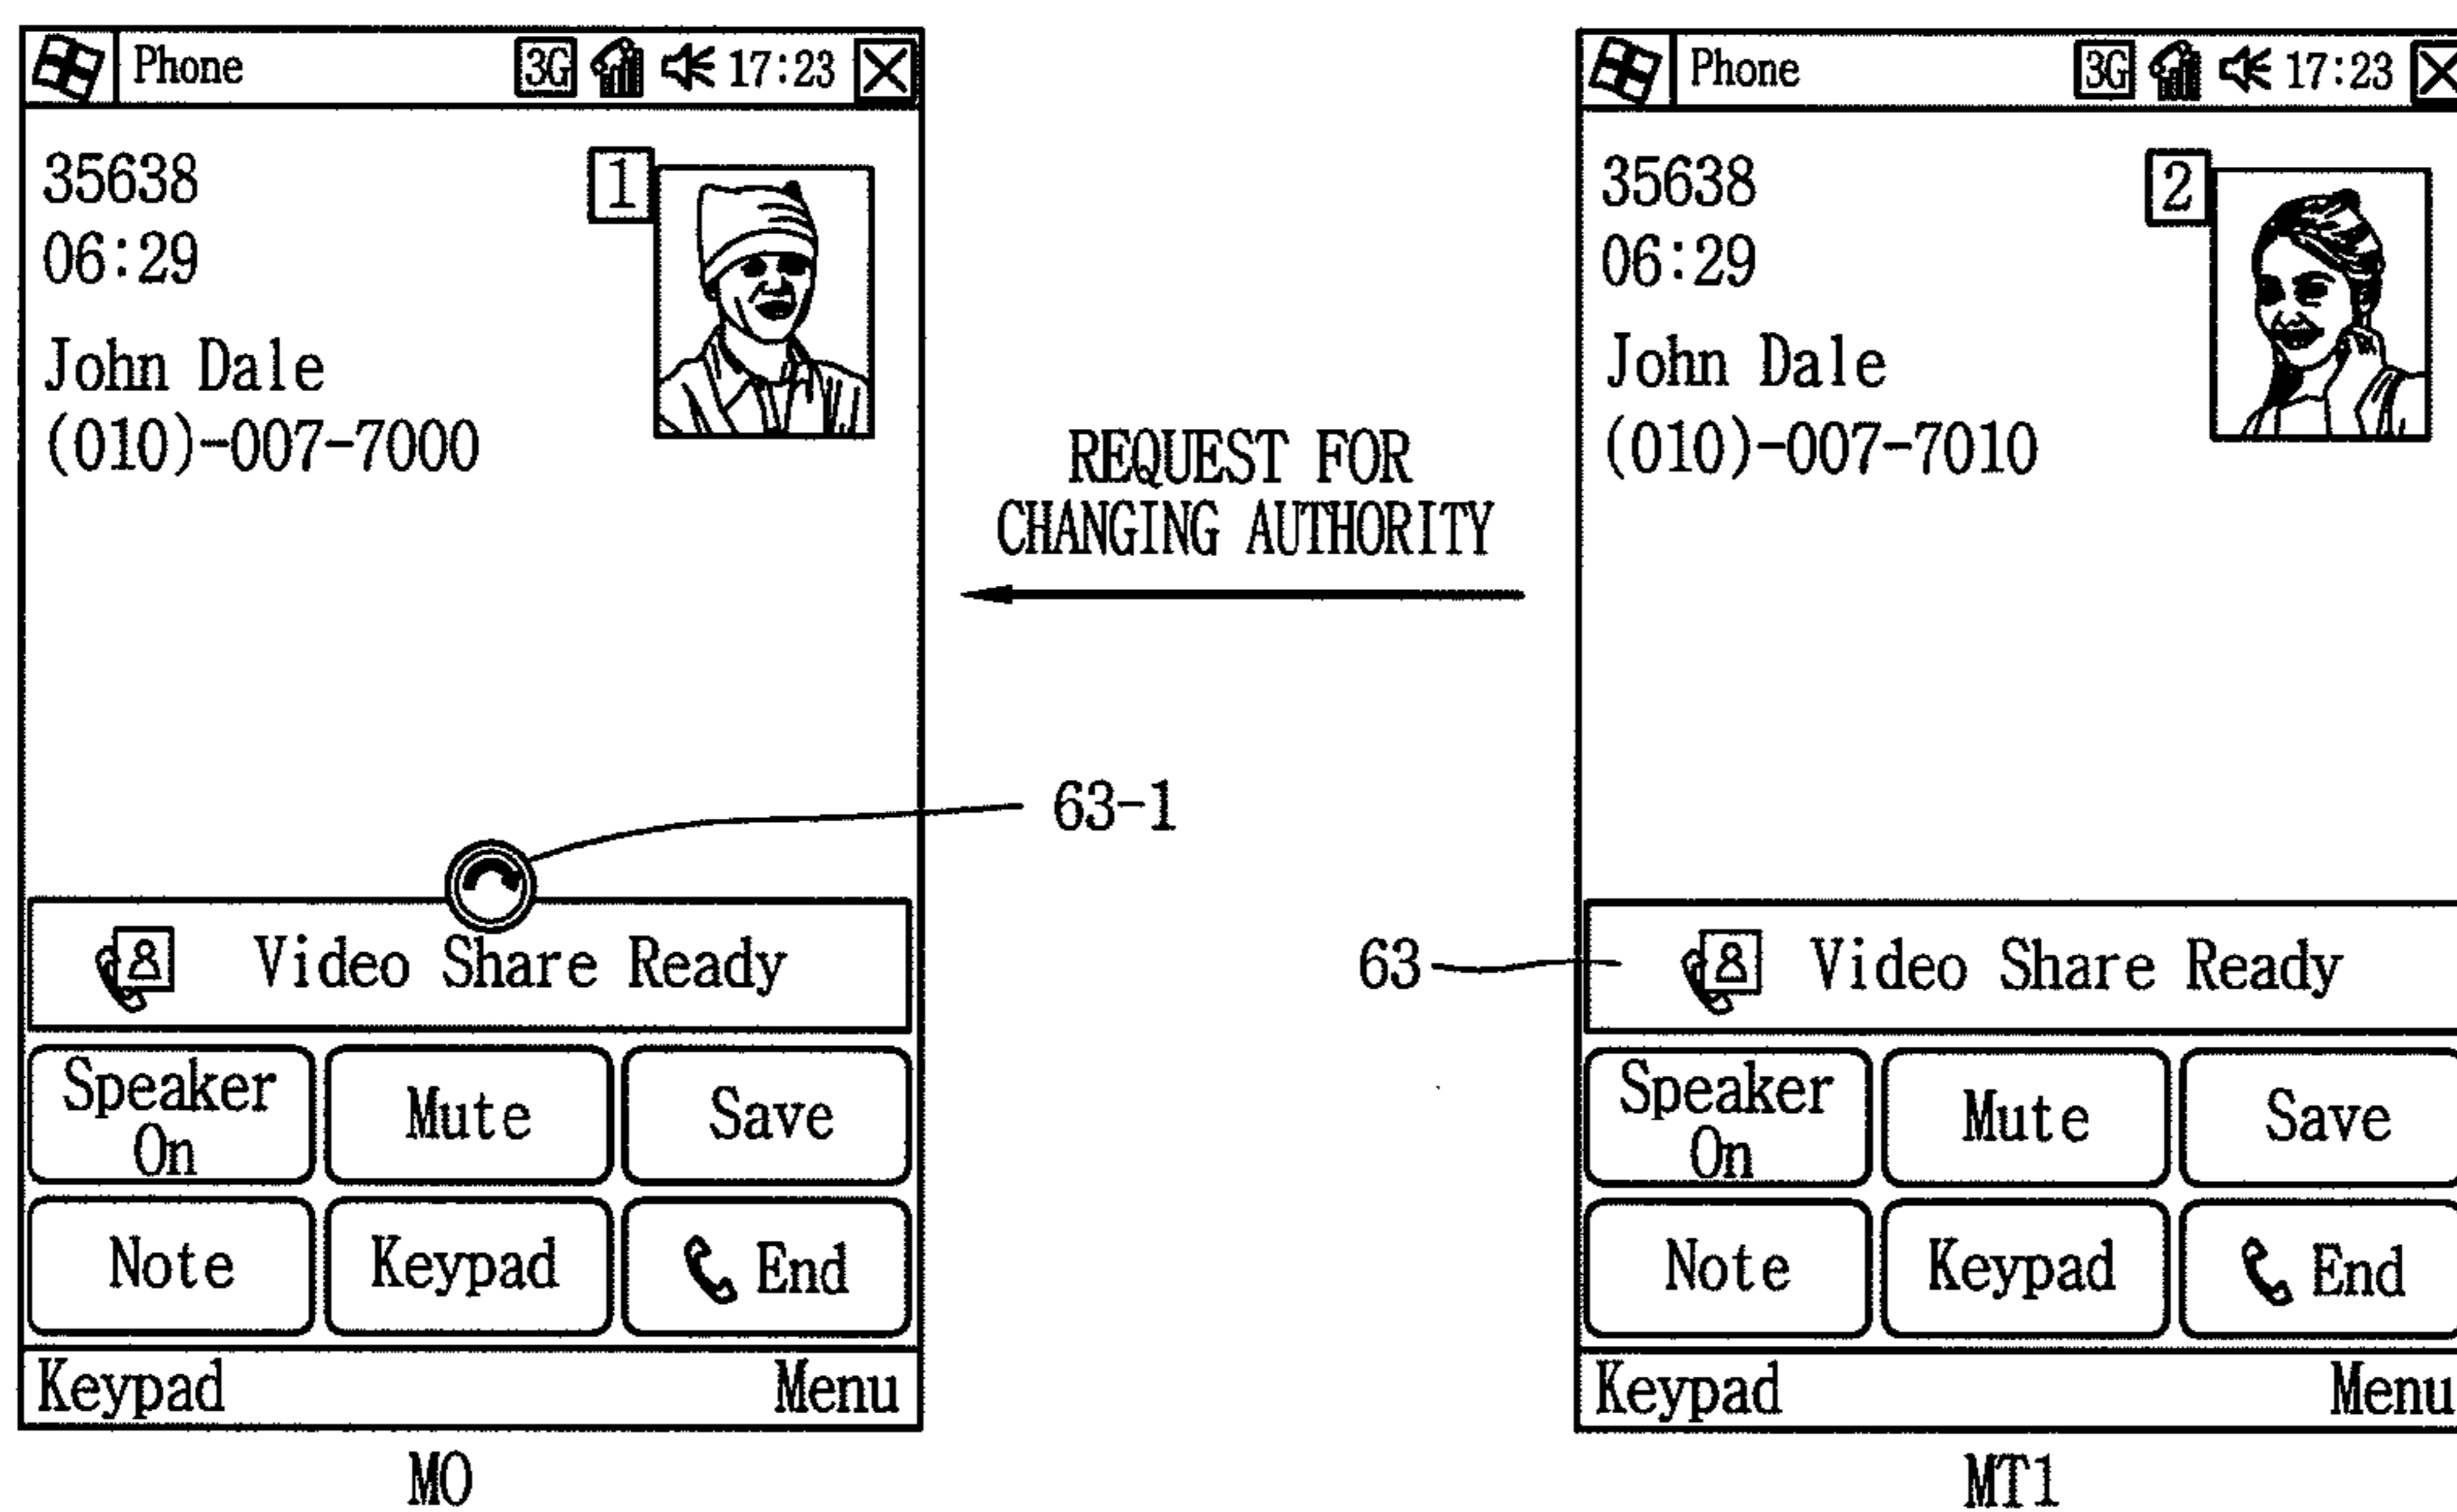 Phone 3G 17:23
35638
1
06:29
John Dale
(010)-007-7000
63-1
Video Share Ready
Speaker On
Mute
Save
Note
Keypad
End
Keypad
Menu
MO
REQUEST FOR
CHANGING AUTHORITY
Phone 3G 17:23
35638
2
06:29
John Dale
(010)-007-7010
63
Video Share Ready
Speaker On
Mute
Save
Note
Keypad
End
Keypad
Menu
MT1